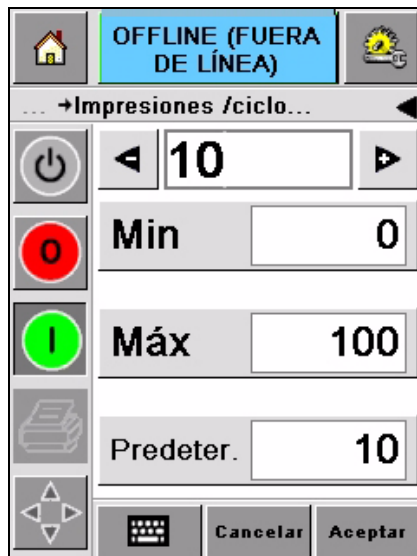 OFFLINE (FUERA
DE LÍNEA)
... →Impresiones /ciclo...
10
Min 0
O
I
Máx 100
Predeter. 10
Cancelar Aceptar